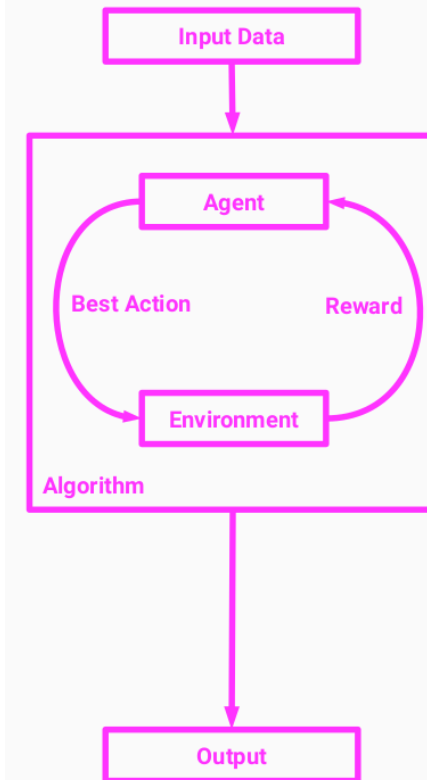 Input Data
Agent
Best Action
Reward
Environment
Algorithm
Output